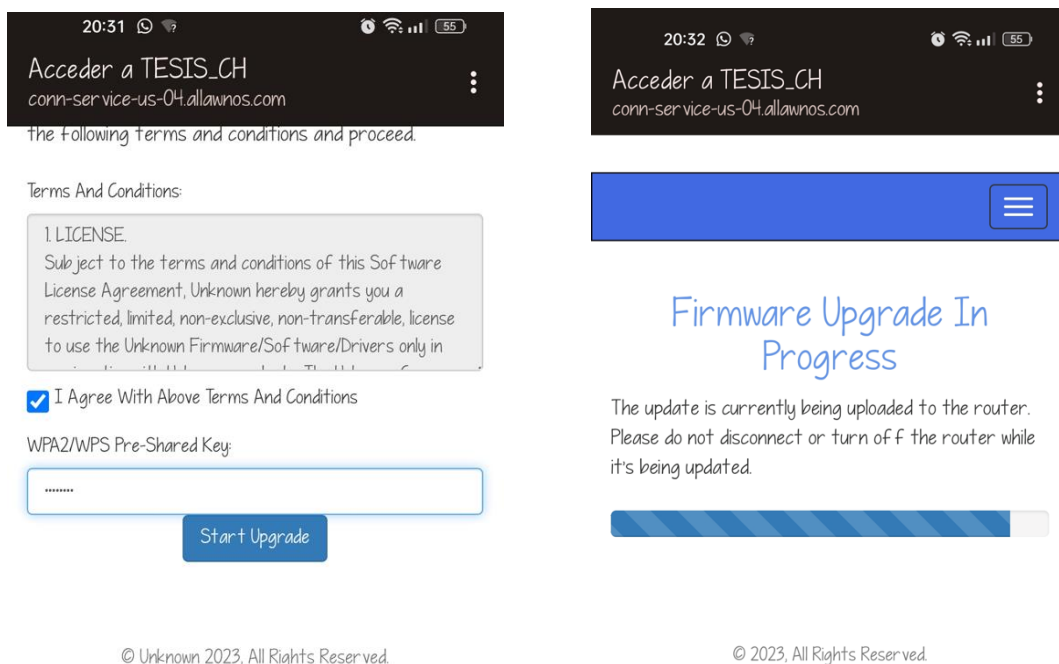 20:31
55
Acceder a TESIS_CH
conn-service-us-04.allawnos.com
the following terms and conditions and proceed.
Terms And Conditions:
1. LICENSE.
Subject to the terms and conditions of this Software
License Agreement, Unknown hereby grants you a
restricted, limited, non-exclusive, non-transferable, license
to use the Unknown Firmware/Software/Drivers only in
I Agree With Above Terms And Conditions
WPA2/WPS Pre-Shared Key:
........
Start Upgrade
© Unknown 2023. All Rights Reserved.
20:32
55
Acceder a TESIS_CH
conn-service-us-04.allawnos.com
Firmware Upgrade In
Progress
The update is currently being uploaded to the router.
Please do not disconnect or turn off the router while
it's being updated.
© 2023. All Rights Reserved.